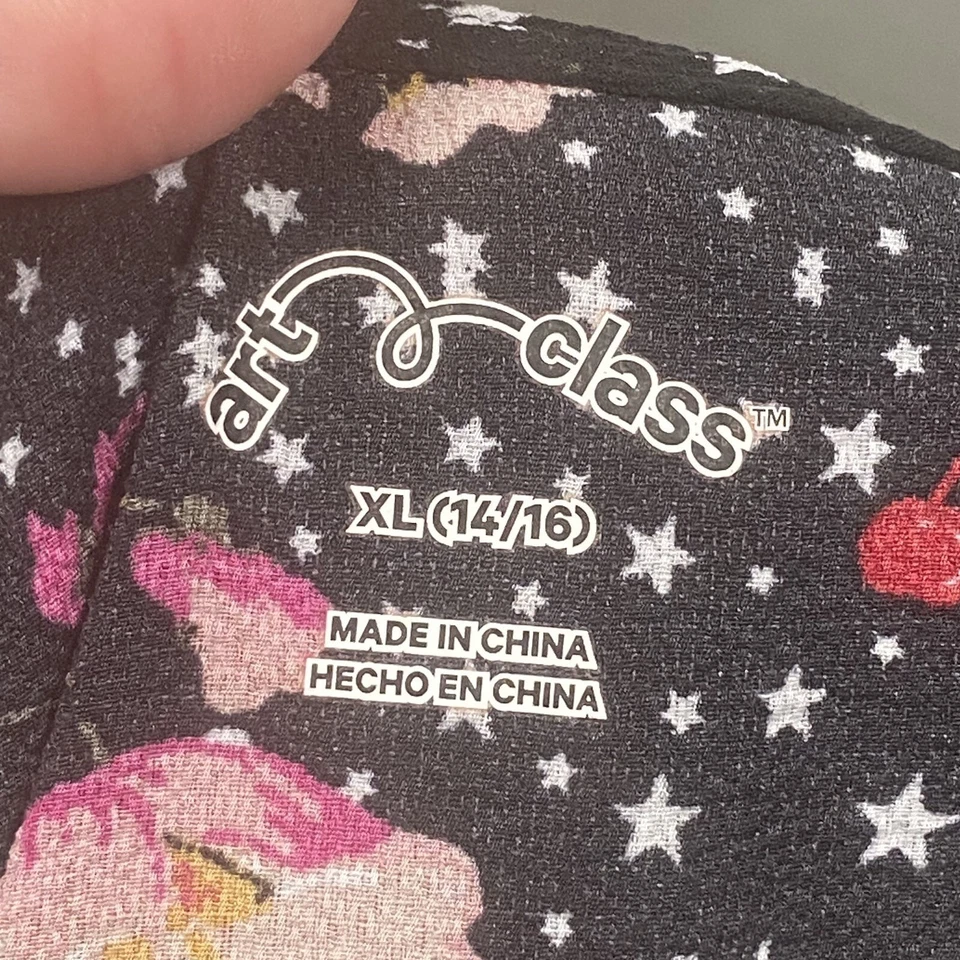 art class™
XL (14/16)
MADE IN CHINA
HECHO EN CHINA